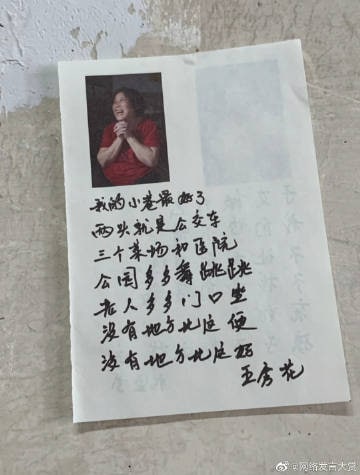 我的小巷最好了
两头就是公交车
三个菜场和医院
公园多多舞跳跳
老人多多门口坐
没有地方比这便
没有地方比这好
王秀花
@网络发言大赏